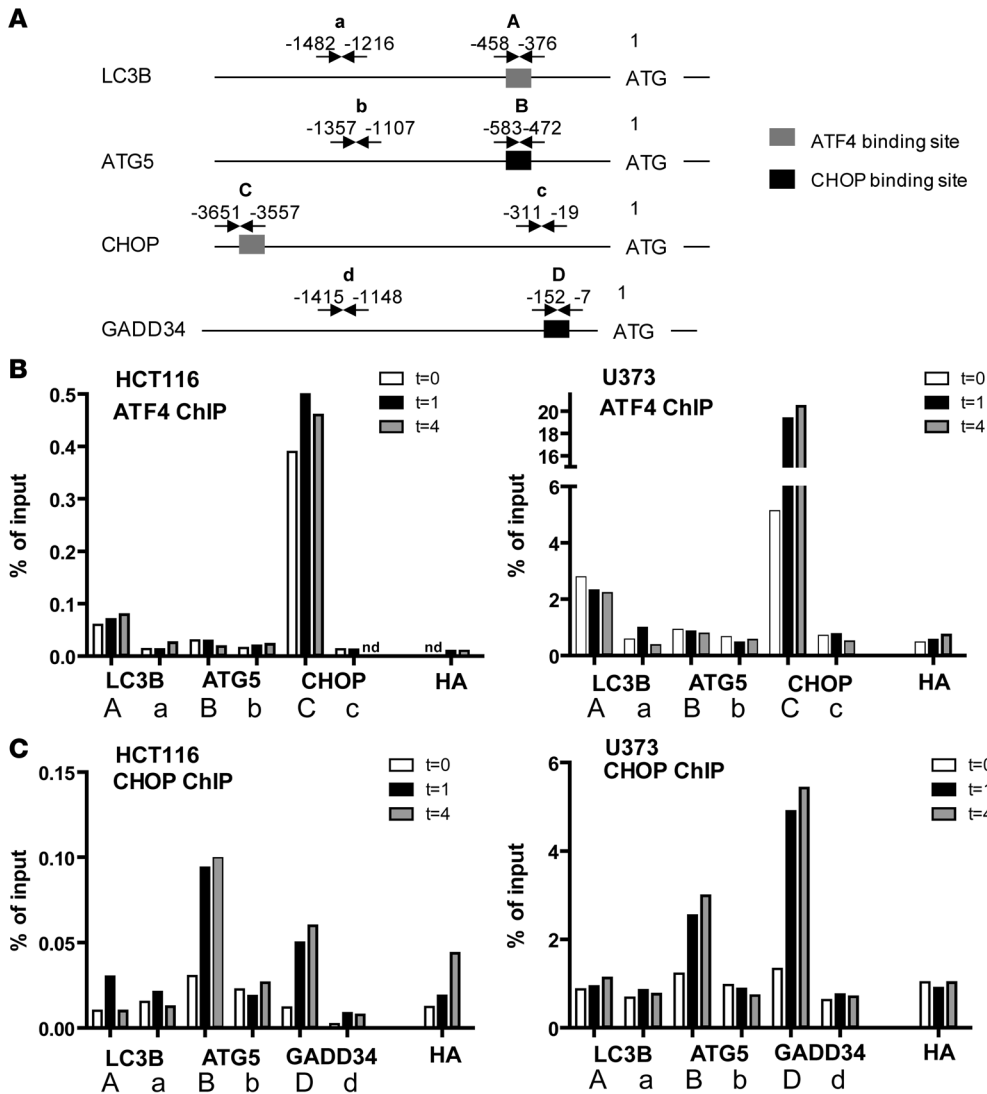 A
a
A
-1482 -1216
-458 -376
1
LC3B
ATG
b
B
-1357 -1107
-583 -472
1
ATG5
ATG
ATF4 binding site
CHOP binding site
C
c
-3651 -3557
-311 -19
1
CHOP
ATG
d
D
-1415 -1148
-152 -7
1
GADD34
ATG
B
HCT116
ATF4 ChIP
t=0
t=1
t=4
0.5
0.4
0.3
0.2
0.1
0.0
% of input
nd
nd
LC3B ATG5 CHOP HA
A a B b C c
U373
ATF4 ChIP
t=0
t=1
t=4
20
18
16
6
4
2
0
% of input
LC3B ATG5 CHOP HA
A a B b C c
C
HCT116
CHOP ChIP
t=0
t=1
t=4
0.15
0.10
0.05
0.00
% of input
LC3B ATG5 GADD34 HA
A a B b D d
U373
CHOP ChIP
t=0
t=1
t=4
6
4
2
0
% of input
LC3B ATG5 GADD34 HA
A a B b D d